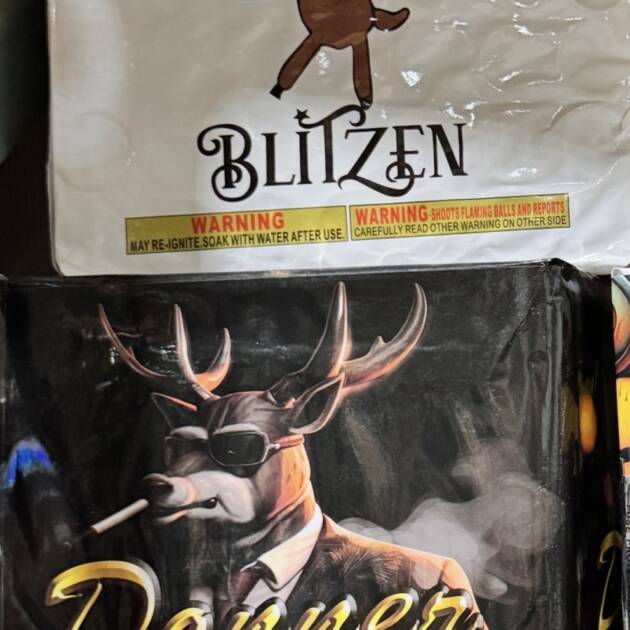 BLITZEN
WARNING
MAY RE-IGNITE.SOAK WITH WATER AFTER USE.
WARNING-SHOOTS FLAMING BALLS AND REPORTS
CAREFULLY READ OTHER WARNING ON OTHER SIDE
Donner